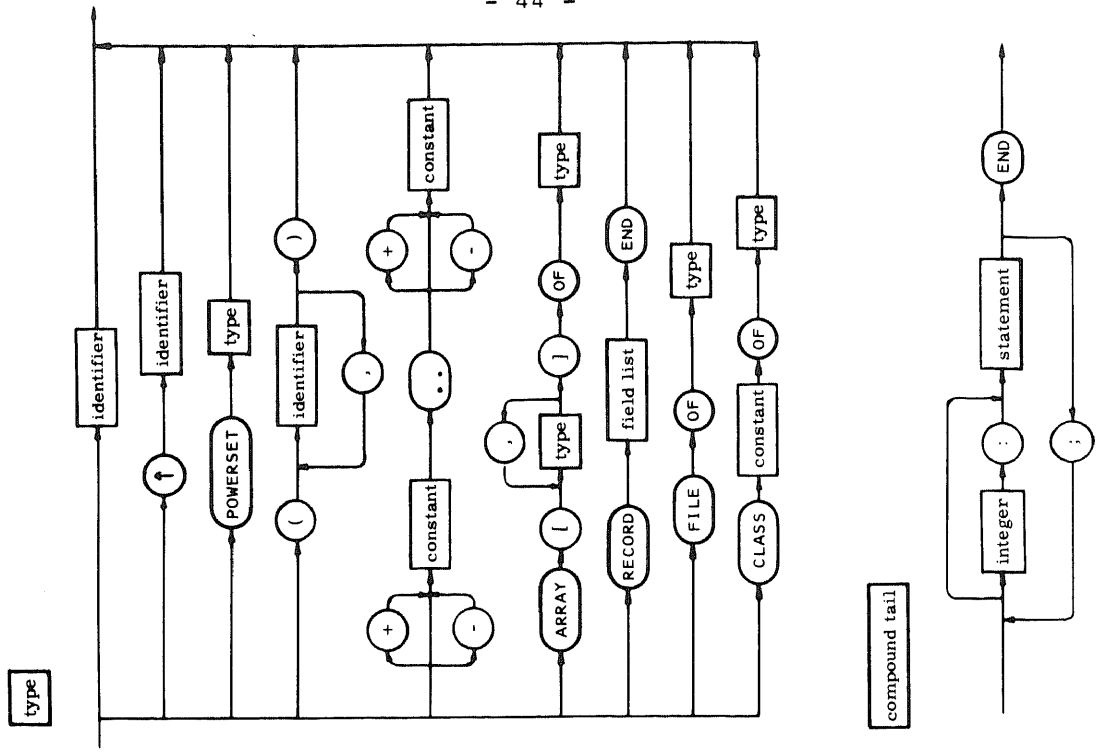 - 44 -
type
identifier
↑ identifier
POWERSET type
( identifier )
,
+ +
constant .. constant
- -
,
ARRAY [ type ] OF type
RECORD field list END
FILE OF type
CLASS constant OF type
compound tail
integer : statement END
;